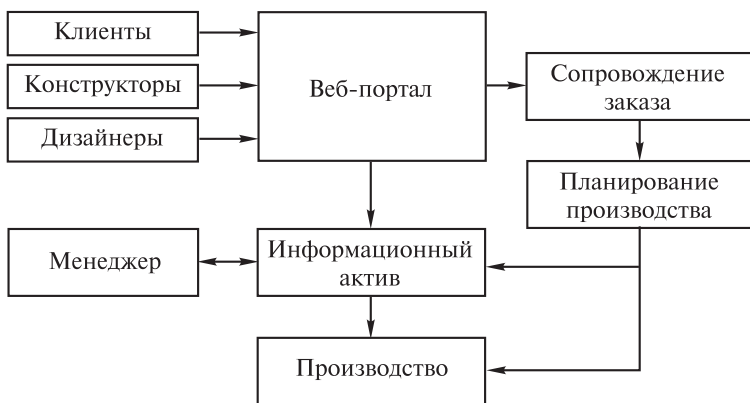 Клиенты
Конструкторы
Дизайнеры
Веб-портал
Сопровождение
заказа
Планирование
производства
Менеджер
Информационный
актив
Производство